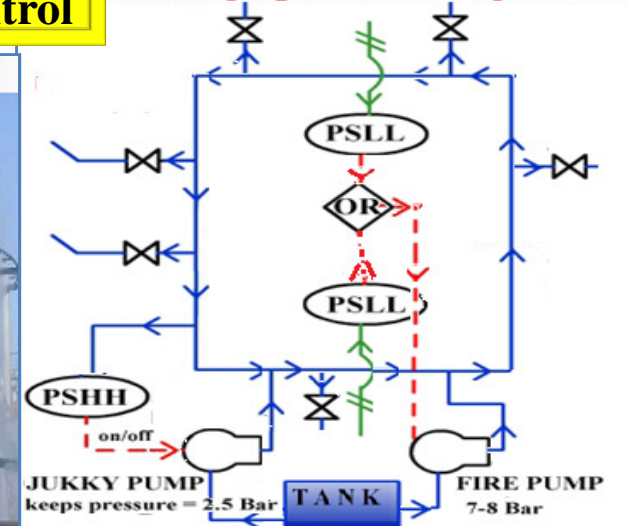 trol
PSLL
OR
PSLL
PSHH
on/off
JUKKY PUMP
keeps pressure = 2.5 Bar
TANK
FIRE PUMP
7-8 Bar